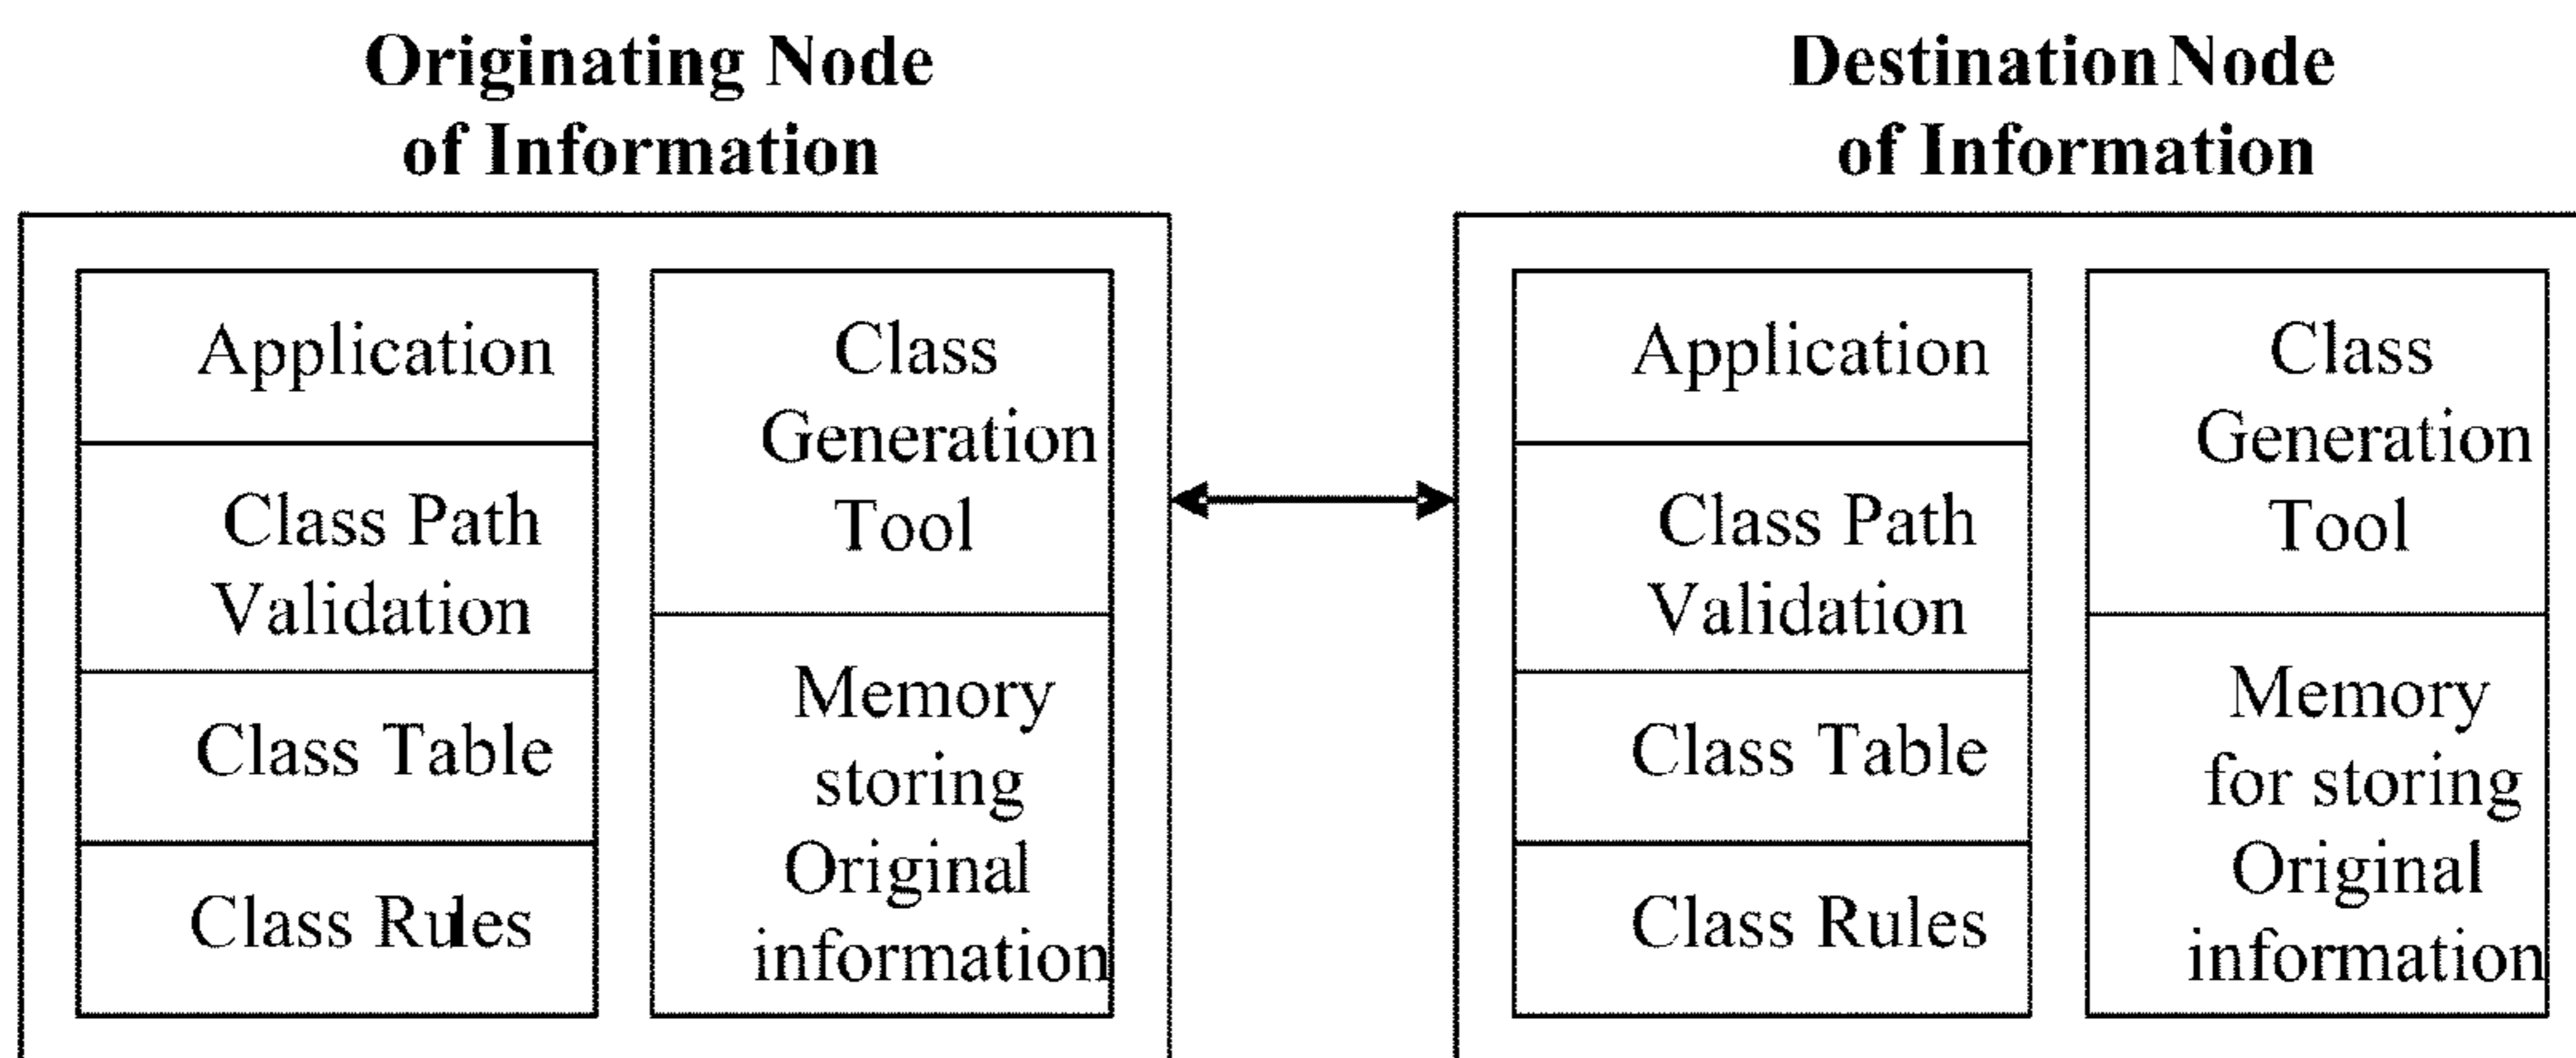 Originating Node
of Information
Application
Class Path
Validation
Class Table
Class Rules
Class
Generation
Tool
Memory
storing
Original
information
Destination Node
of Information
Application
Class Path
Validation
Class Table
Class Rules
Class
Generation
Tool
Memory
for storing
Original
information